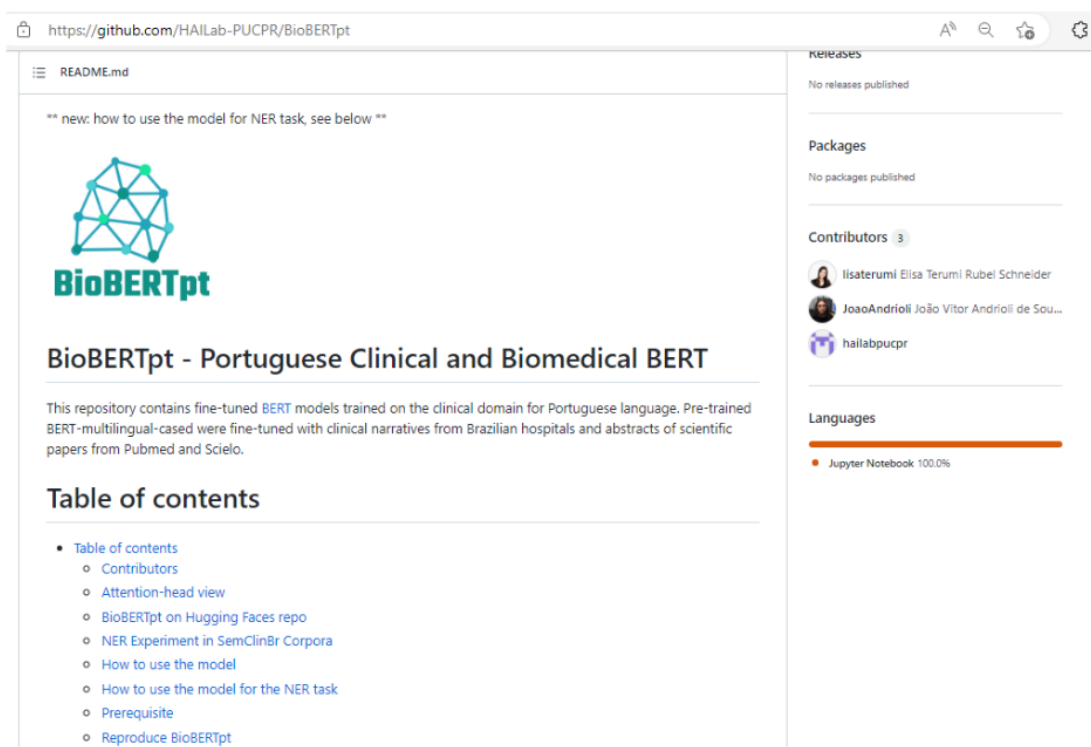 https://github.com/HAILab-PUCPR/BioBERTpt
README.md
** new: how to use the model for NER task, see below **
BioBERTpt
BioBERTpt - Portuguese Clinical and Biomedical BERT
This repository contains fine-tuned BERT models trained on the clinical domain for Portuguese language. Pre-trained
BERT-multilingual-cased were fine-tuned with clinical narratives from Brazilian hospitals and abstracts of scientific
papers from Pubmed and Scielo.
Table of contents
Table of contents
Contributors
Attention-head view
BioBERTpt on Hugging Faces repo
NER Experiment in SemClinBr Corpora
How to use the model
How to use the model for the NER task
Prerequisite
Reproduce BioBERTpt
Releases
No releases published
Packages
No packages published
Contributors 3
lisaterumi Elisa Terumi Rubel Schneider
JoaoAndrioli João Vitor Andrioli de Sou...
hailabpucpr
Languages
Jupyter Notebook 100.0%